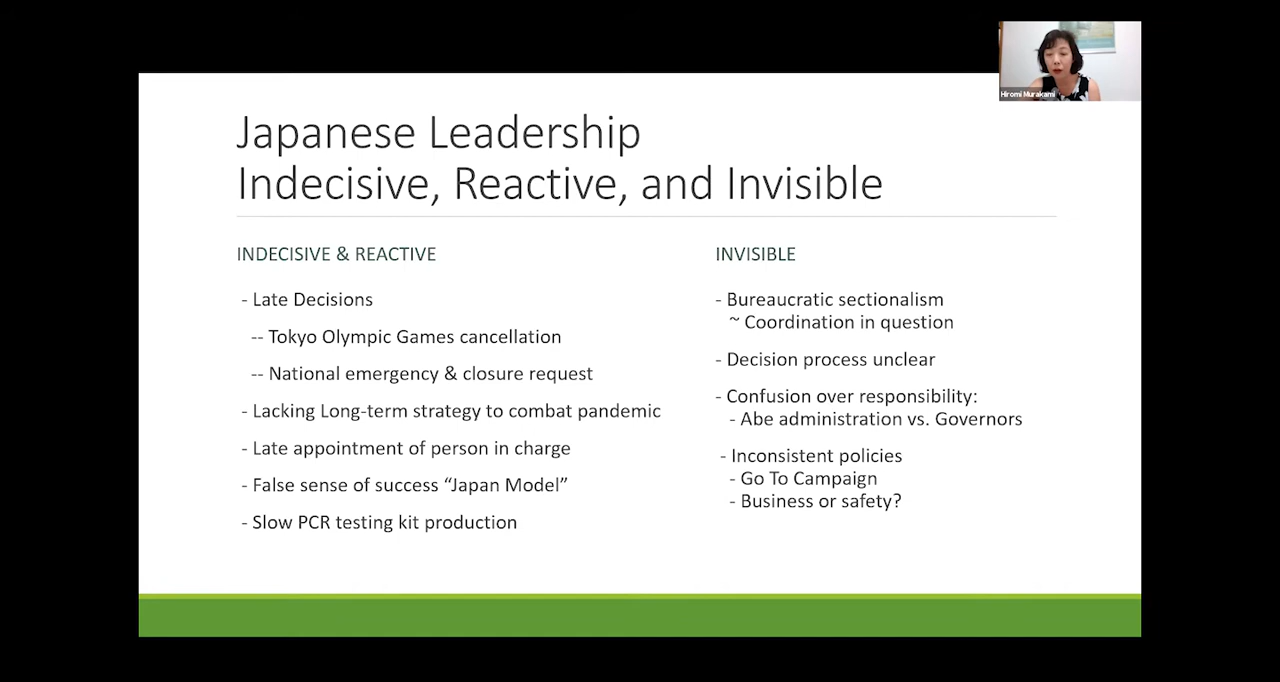 Hiromi Murakami
Japanese Leadership
Indecisive, Reactive, and Invisible
INDECISIVE & REACTIVE
- Late Decisions
-- Tokyo Olympic Games cancellation
-- National emergency & closure request
- Lacking Long-term strategy to combat pandemic
- Late appointment of person in charge
- False sense of success “Japan Model”
- Slow PCR testing kit production
INVISIBLE
- Bureaucratic sectionalism
~ Coordination in question
- Decision process unclear
- Confusion over responsibility:
- Abe administration vs. Governors
- Inconsistent policies
- Go To Campaign
- Business or safety?